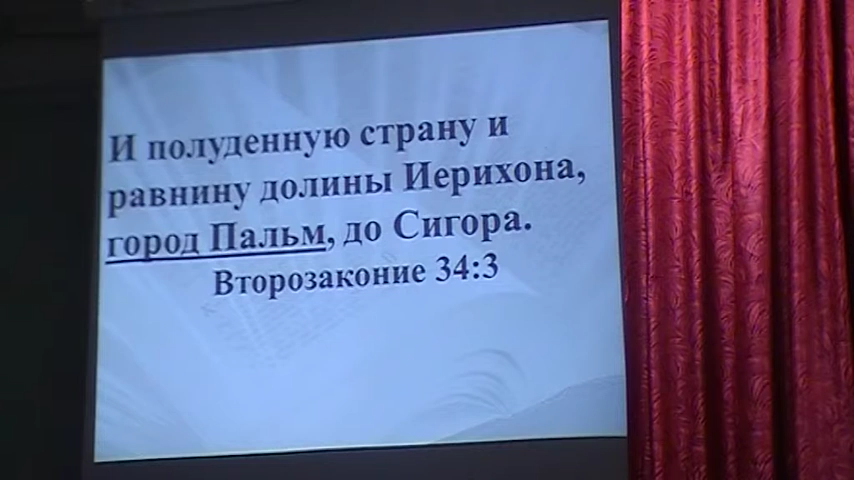 И полуденную страну и
равнину долины Иерихона,
город Пальм, до Сигора.
Второзаконие 34:3